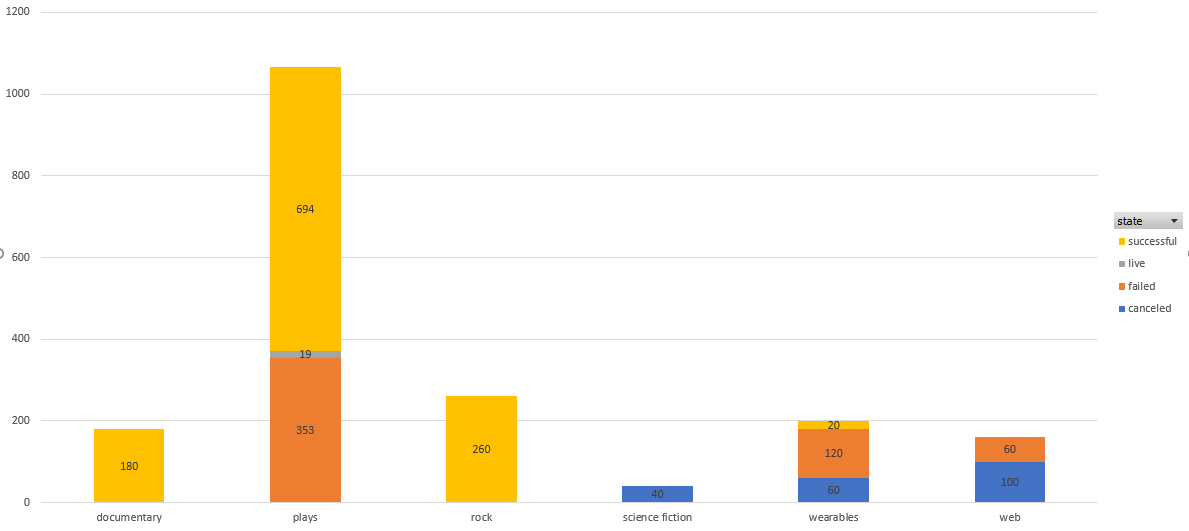 1200
1000
800
600
400
200
0
694
19
353
180
260
40
20
120
60
60
100
documentary
plays
rock
science fiction
wearables
web
state
successful
live
failed
canceled